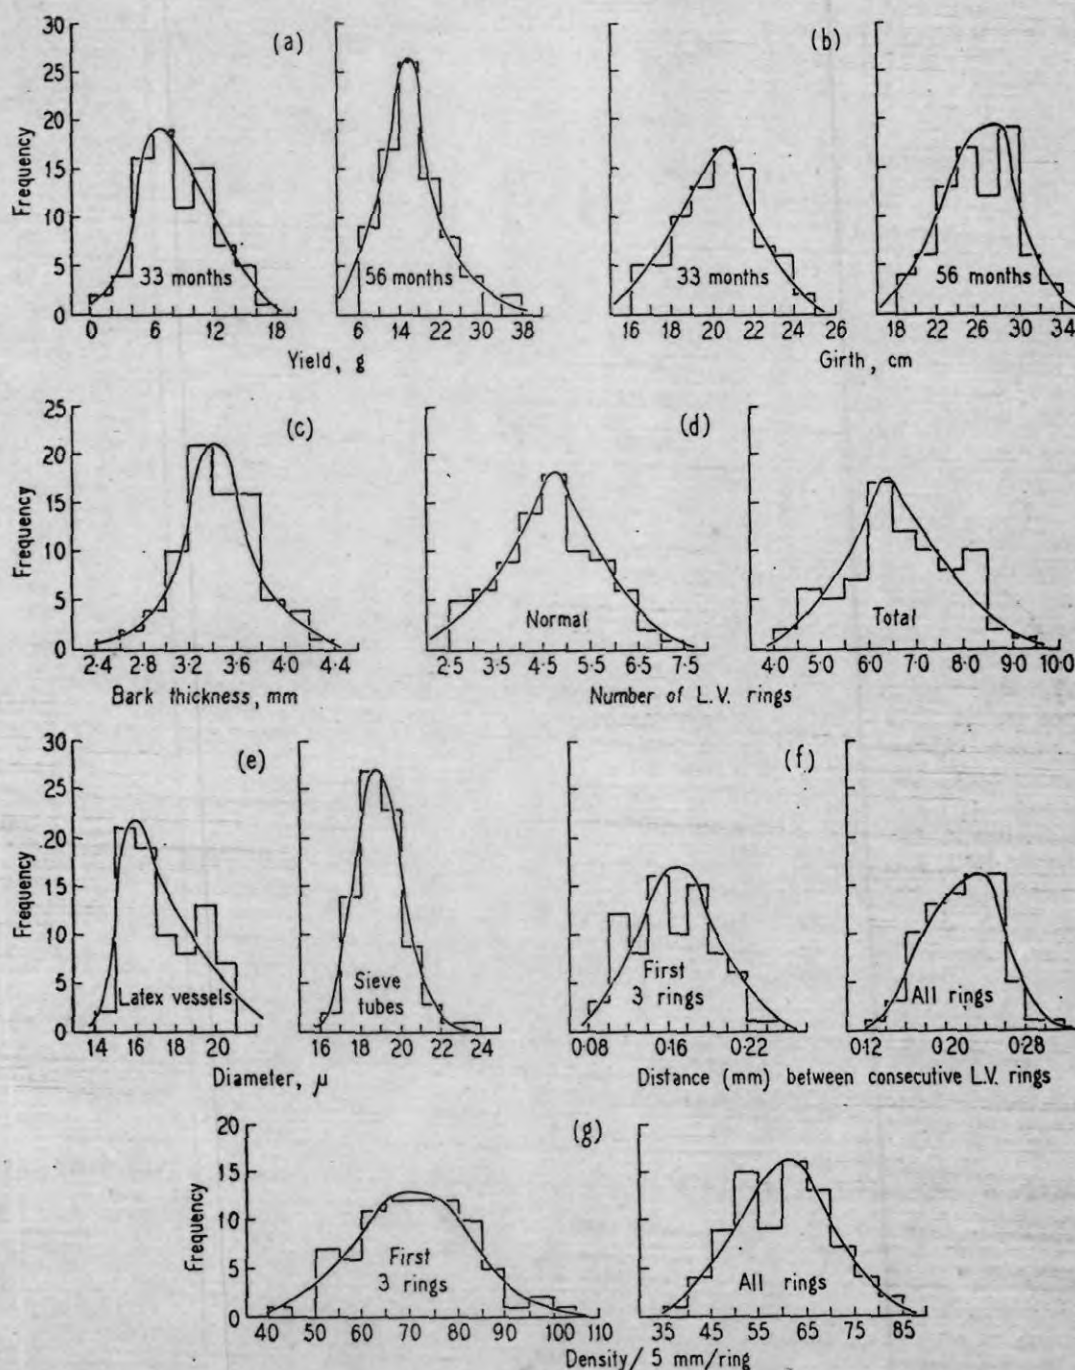 30
25
20
15
10
5
0
Frequency
(a)
33 months
56 months
0 6 12 18
6 14 22 30 38
Yield, g
(b)
33 months
56 months
16 18 20 22 24 26
18 22 26 30 34
Girth, cm
25
20
15
10
5
0
Frequency
(c)
2·4 2·8 3·2 3·6 4·0 4·4
Bark thickness, mm
(d)
Normal
Total
2·5 3·5 4·5 5·5 6·5 7·5
4·0 5·0 6·0 7·0 8·0 9·0 10·0
Number of L.V. rings
30
25
20
15
10
5
0
Frequency
(e)
Latex vessels
Sieve
tubes
14 16 18 20
16 18 20 22 24
Diameter, μ
(f)
First
3 rings
All rings
0·08 0·16 0·22
0·12 0·20 0·28
Distance (mm) between consecutive L.V. rings
20
15
10
5
0
Frequency
(g)
First
3 rings
All rings
40 50 60 70 80 90 100 110
35 45 55 65 75 85
Density/ 5 mm/ring